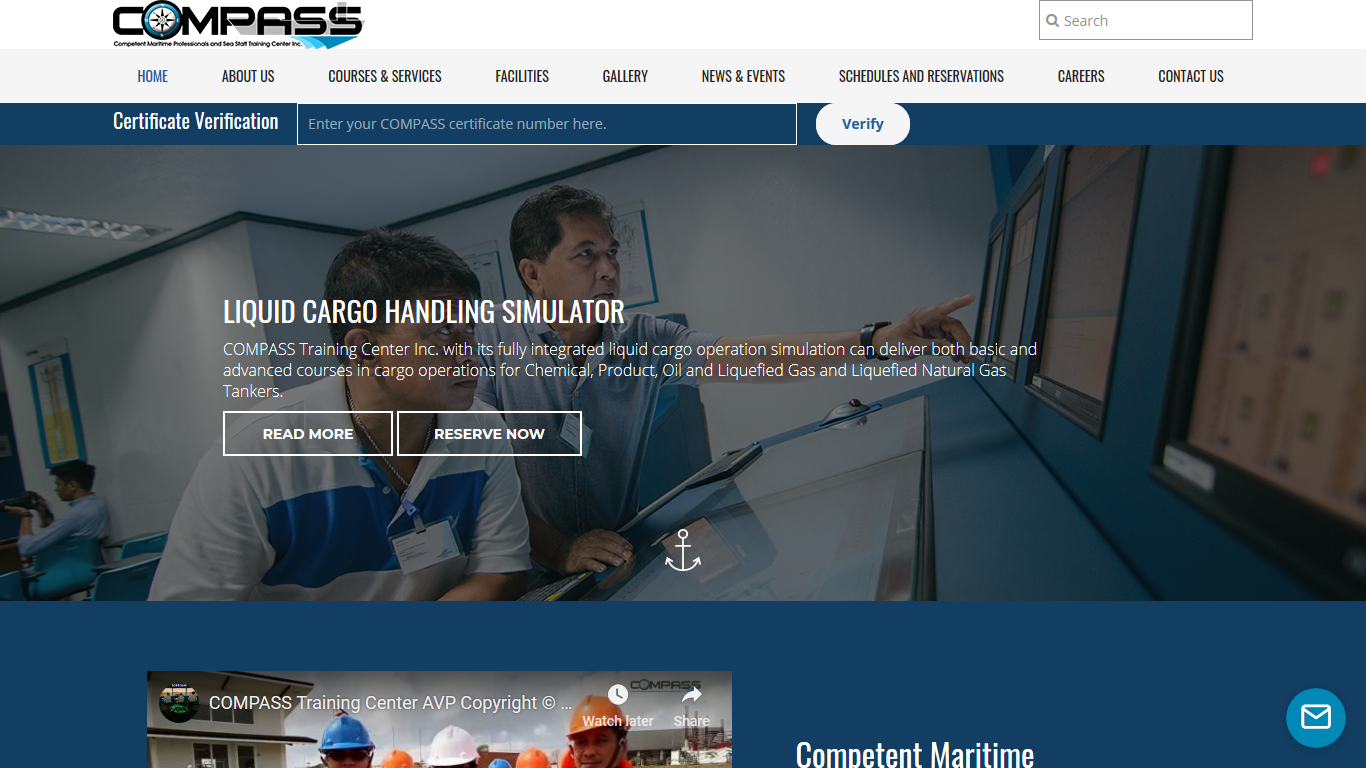 COMPASS
Competent Maritime Professionals and Sea Staff Training Center Inc.
Search
HOME
ABOUT US
COURSES & SERVICES
FACILITIES
GALLERY
NEWS & EVENTS
SCHEDULES AND RESERVATIONS
CAREERS
CONTACT US
Certificate Verification
Enter your COMPASS certificate number here.
Verify
LIQUID CARGO HANDLING SIMULATOR
COMPASS Training Center Inc. with its fully integrated liquid cargo operation simulation can deliver both basic and
advanced courses in cargo operations for Chemical, Product, Oil and Liquefied Gas and Liquefied Natural Gas
Tankers.
READ MORE
RESERVE NOW
COMPASS Training Center AVP Copyright © ...
COMPASS
Watch later
Share
Competent Maritime